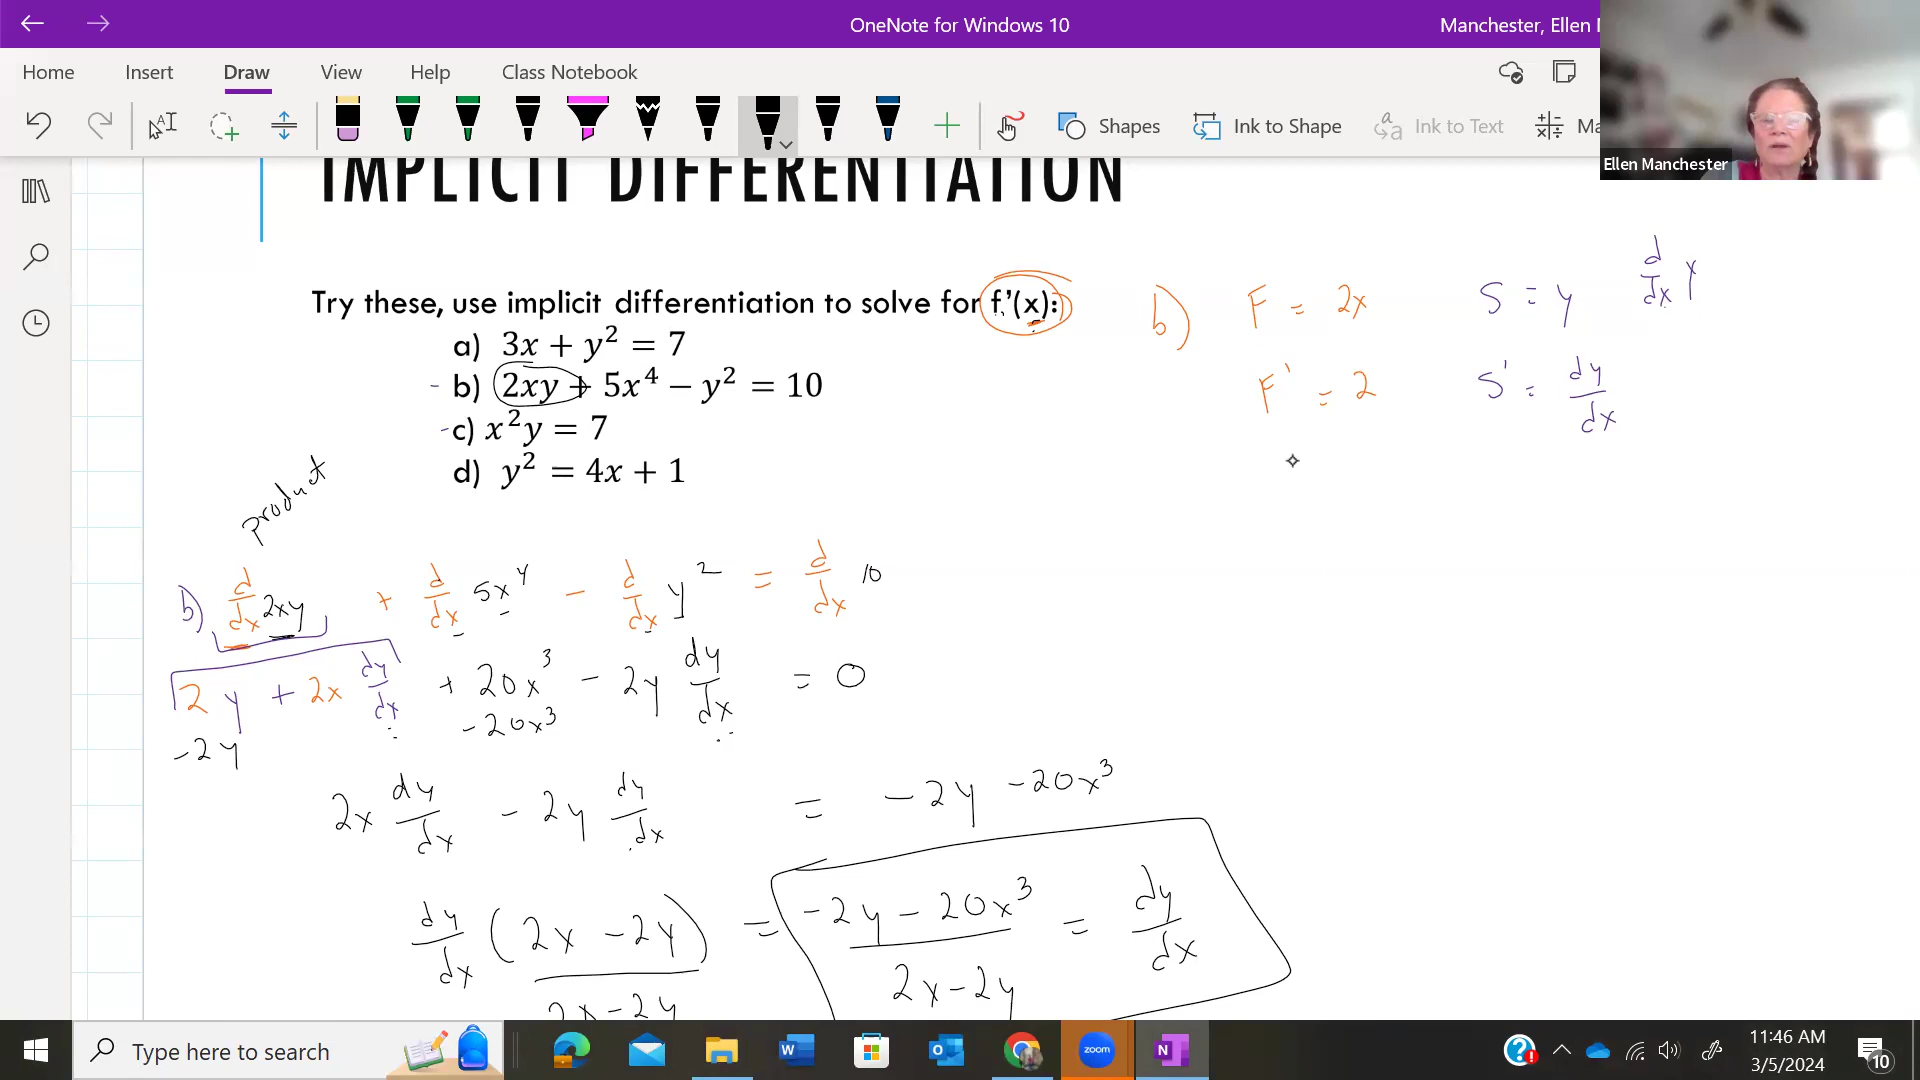 OneNote for Windows 10
Manchester, Ellen
Home Insert Draw View Help Class Notebook
Shapes Ink to Shape Ink to Text Ma
Ellen Manchester
IMPLICIT DIFFERENTIATION
Try these, use implicit differentiation to solve for f'(x):
a) 3x + y² = 7
- b) 2xy + 5x⁴ − y² = 10
- c) x²y = 7
d) y² = 4x + 1
b) F = 2x S = y d/dx y
F' = 2 S' = dy/dx
product
b) d/dx 2xy + d/dx 5x⁴ − d/dx y² = d/dx 10
2y + 2x dy/dx + 20x³ − 2y dy/dx = 0
−2y −20x³
2x dy/dx − 2y dy/dx = −2y −20x³
dy/dx (2x − 2y) / 2x − 2y = −2y − 20x³ / 2x − 2y = dy/dx
Type here to search
zoom
11:46 AM
3/5/2024
10